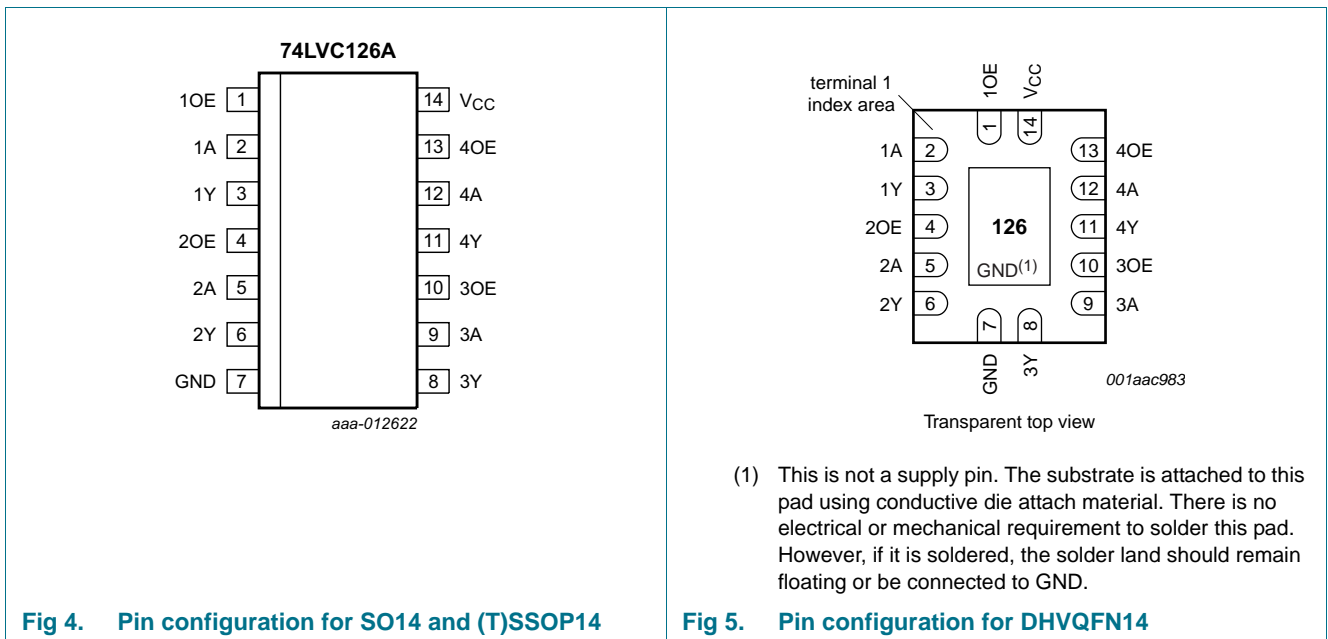 74LVC126A
1OE 1 14 VCC
1A 2 13 4OE
1Y 3 12 4A
2OE 4 11 4Y
2A 5 10 3OE
2Y 6 9 3A
GND 7 8 3Y
aaa-012622
Fig 4. Pin configuration for SO14 and (T)SSOP14
terminal 1
index area
1OE VCC
1 14
1A 2 13 4OE
1Y 3 12 4A
2OE 4 126 11 4Y
2A 5 GND(1) 10 3OE
2Y 6 9 3A
7 8
GND 3Y
001aac983
Transparent top view
(1) This is not a supply pin. The substrate is attached to this
pad using conductive die attach material. There is no
electrical or mechanical requirement to solder this pad.
However, if it is soldered, the solder land should remain
floating or be connected to GND.
Fig 5. Pin configuration for DHVQFN14